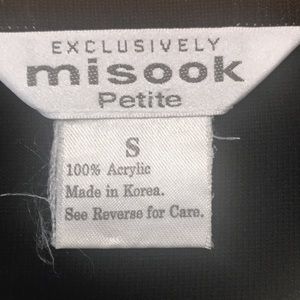 EXCLUSIVELY
misook
Petite
S
100% Acrylic
Made in Korea.
See Reverse for Care.